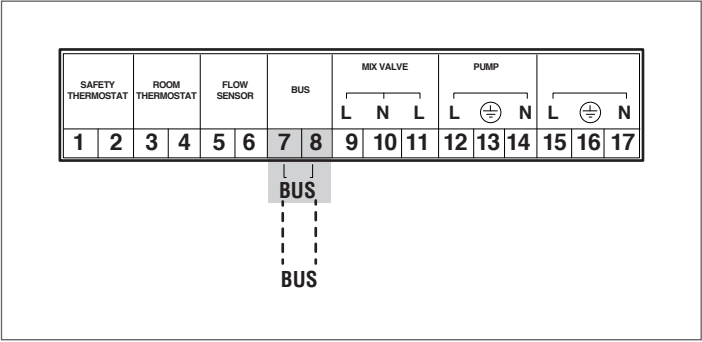 SAFETY THERMOSTAT
ROOM THERMOSTAT
FLOW SENSOR
BUS
MIX VALVE
PUMP
L N L L N L N
1 2 3 4 5 6 7 8 9 10 11 12 13 14 15 16 17
BUS
BUS